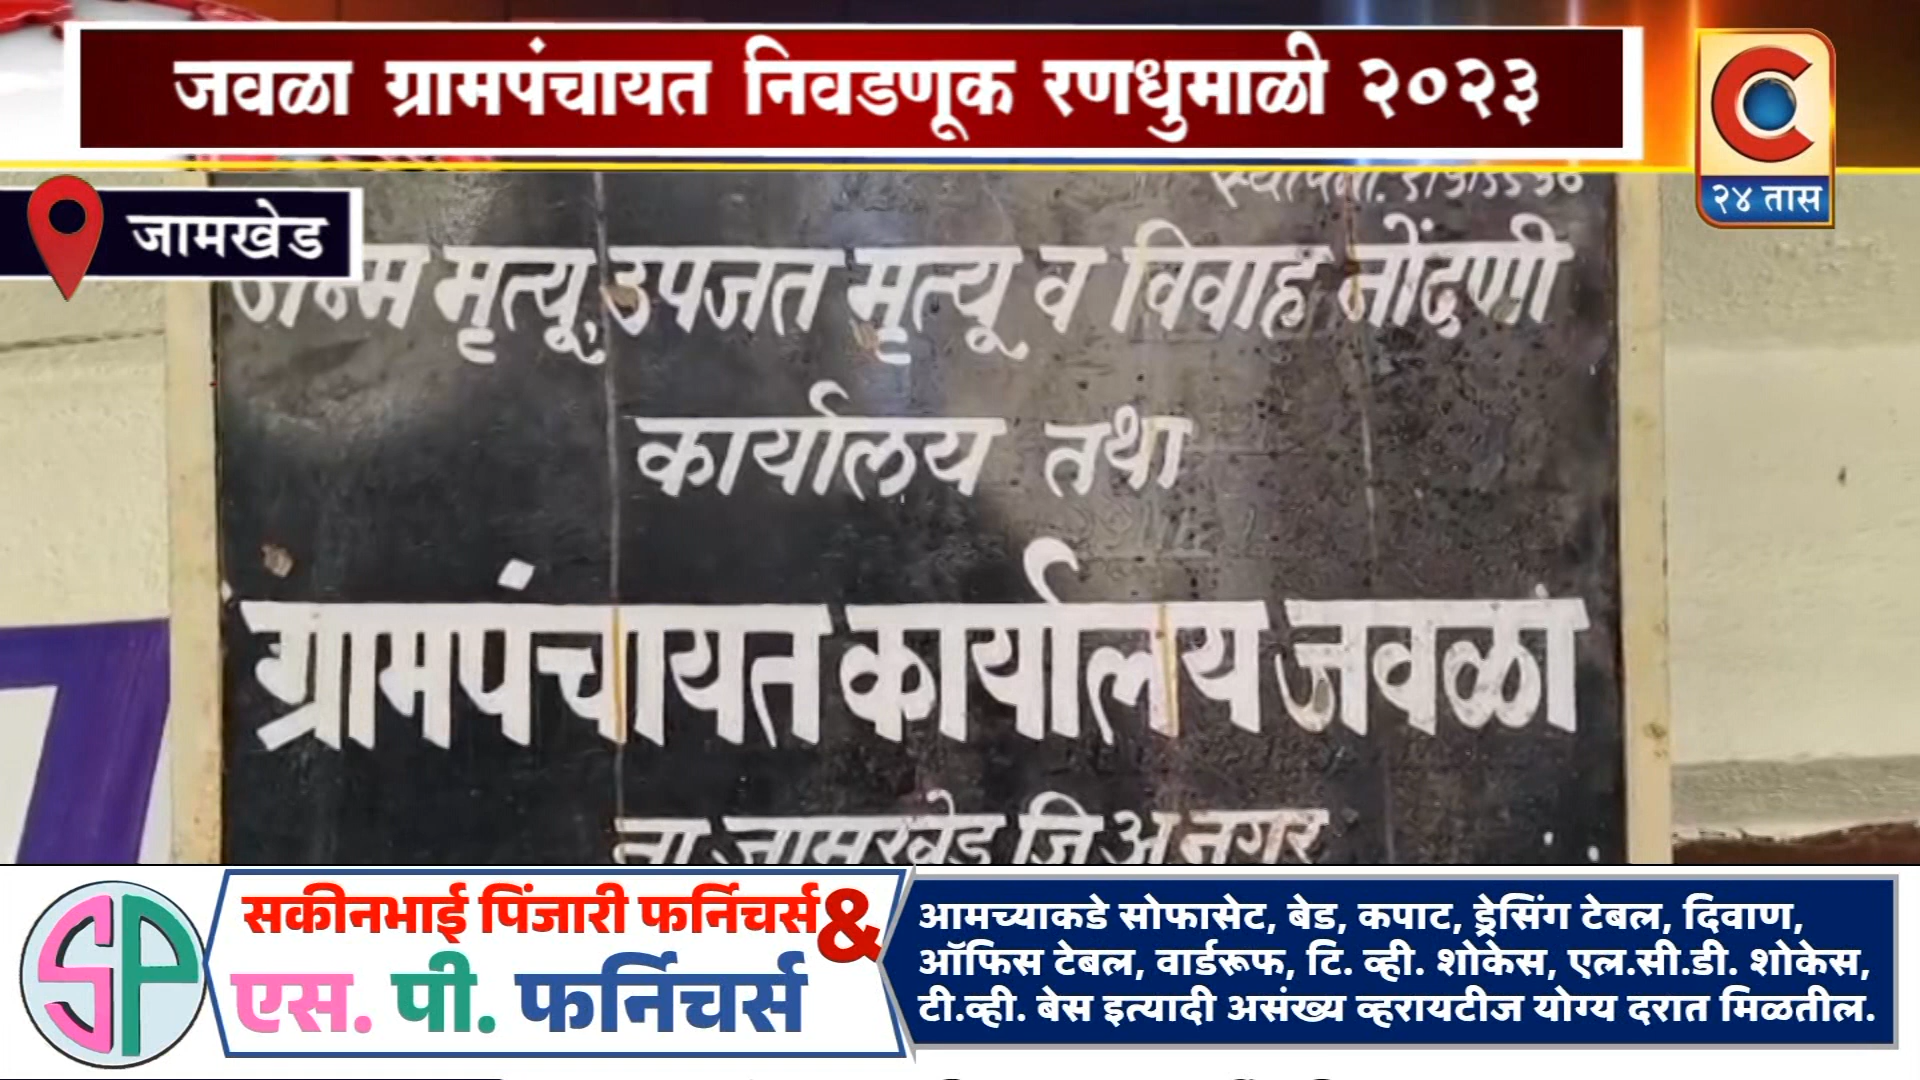 जवळा ग्रामपंचायत निवडणूक रणधुमाळी २०२३
२४ तास
जामखेड
मृत्यू, उपजत मृत्यू व विवाह नोंदणी
कार्यालय तथा
ग्रामपंचायत कार्यालय जवळा
ता जामखेड जि अ नगर
SP
सकीनभाई पिंजारी फर्निचर्स &
एस. पी. फर्निचर्स
आमच्याकडे सोफासेट, बेड, कपाट, ड्रेसिंग टेबल, दिवाण,
ऑफिस टेबल, वार्डरूफ, टि. व्ही. शोकेस, एल.सी.डी. शोकेस,
टी.व्ही. बेस इत्यादी असंख्य व्हरायटीज योग्य दरात मिळतील.